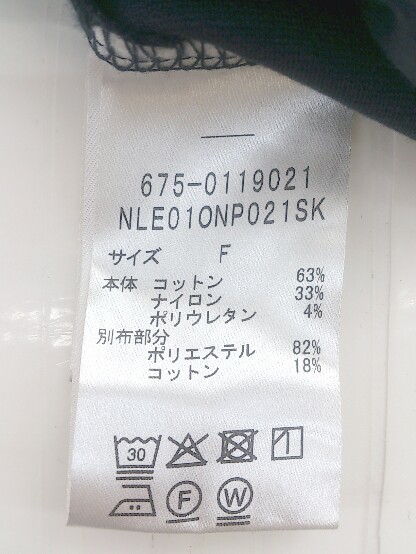 675-0119021
NLE010NP021SK
サイズ F
本体 コットン 63%
ナイロン 33%
ポリウレタン 4%
別布部分
ポリエステル 82%
コットン 18%
30
F W